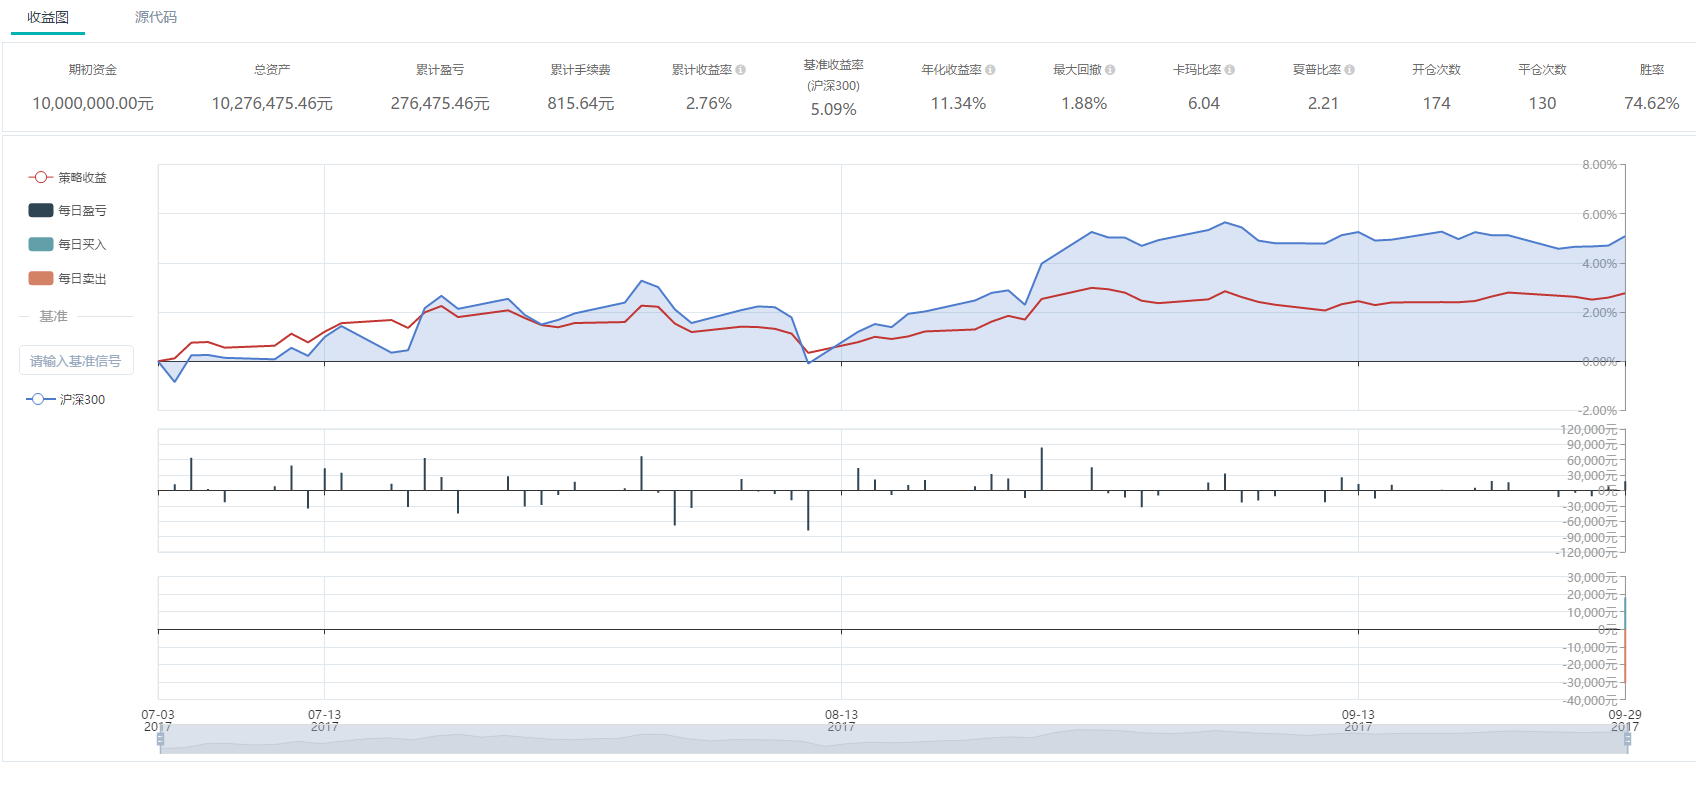 收益图 源代码
期初资金 总资产 累计盈亏 累计手续费 累计收益率 基准收益率 年化收益率 最大回撤 卡玛比率 夏普比率 开仓次数 平仓次数 胜率
(沪深300)
10,000,000.00元 10,276,475.46元 276,475.46元 815.64元 2.76% 5.09% 11.34% 1.88% 6.04 2.21 174 130 74.62%
策略收益
每日盈亏
每日买入
每日卖出
基准
请输入基准信号
沪深300
8.00%
6.00%
4.00%
2.00%
0.00%
-2.00%
120,000元
90,000元
60,000元
30,000元
0元
-30,000元
-60,000元
-90,000元
-120,000元
30,000元
20,000元
10,000元
0元
-10,000元
-20,000元
-30,000元
-40,000元
07-03 07-13 08-13 09-13 09-29
2017 2017 2017 2017 2017